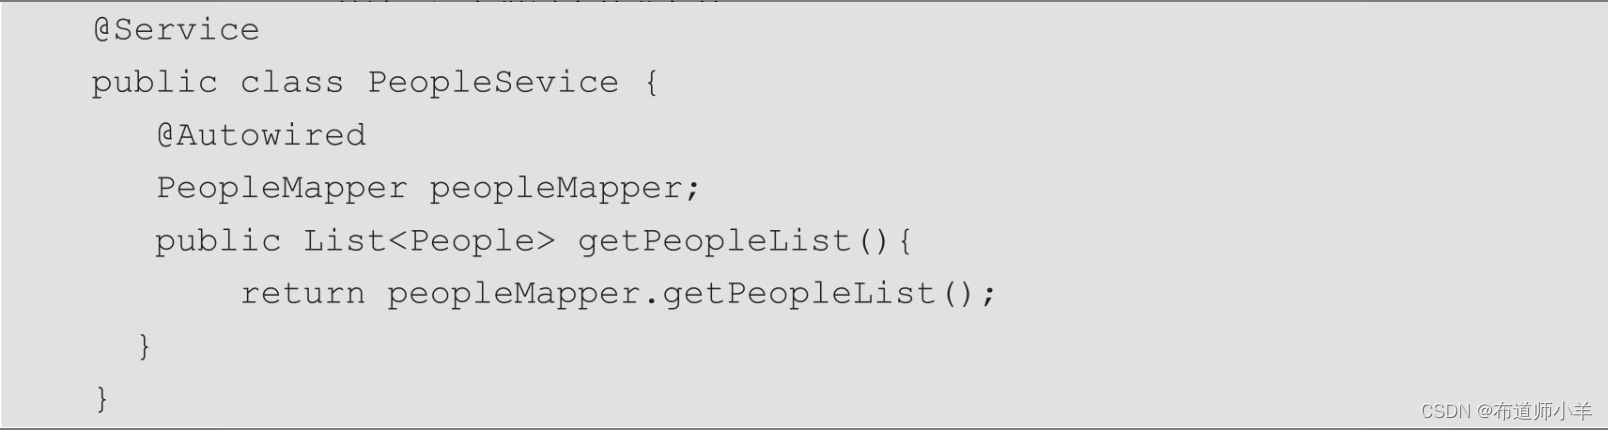 @Service
public class PeopleSevice {
@Autowired
PeopleMapper peopleMapper;
public List<People> getPeopleList(){
return peopleMapper.getPeopleList();
}
}
CSDN @布道师小羊